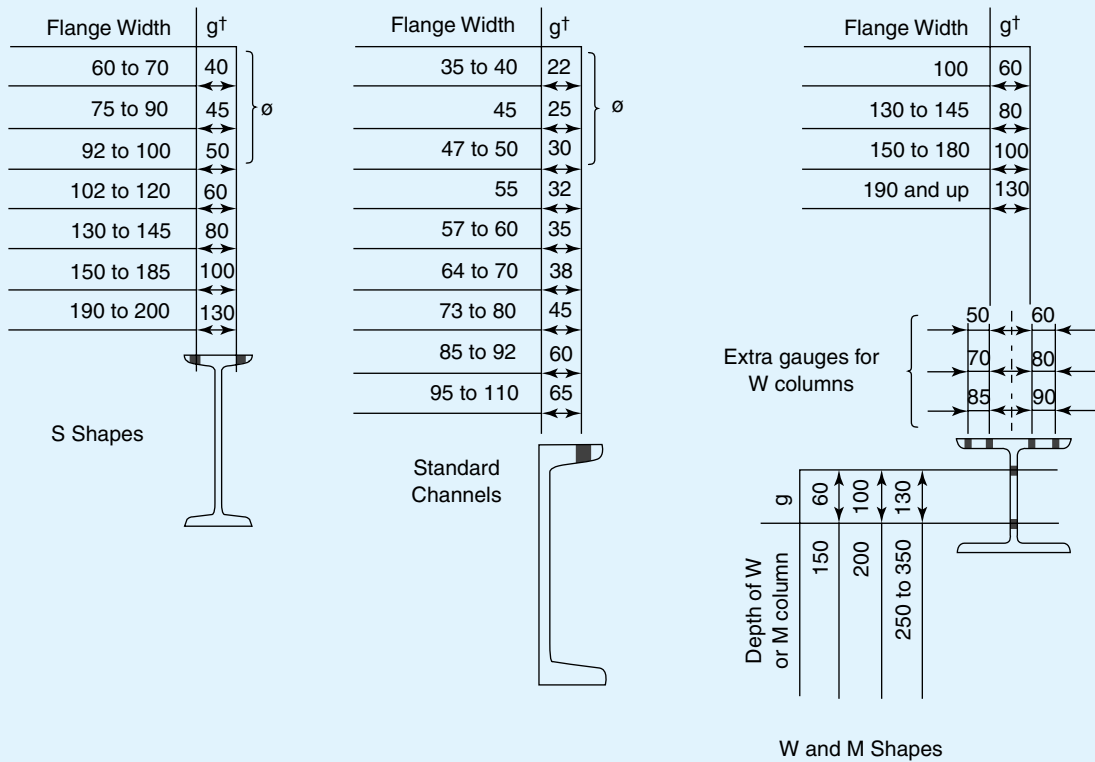 Flange Width g†
60 to 70 40
75 to 90 45
92 to 100 50
ø
102 to 120 60
130 to 145 80
150 to 185 100
190 to 200 130
S Shapes
Flange Width g†
35 to 40 22
45 25
47 to 50 30
ø
55 32
57 to 60 35
64 to 70 38
73 to 80 45
85 to 92 60
95 to 110 65
Standard
Channels
Flange Width g†
100 60
130 to 145 80
150 to 180 100
190 and up 130
Extra gauges for
W columns
50 60
70 80
85 90
g
60
100
130
Depth of W
or M column
150
200
250 to 350
W and M Shapes